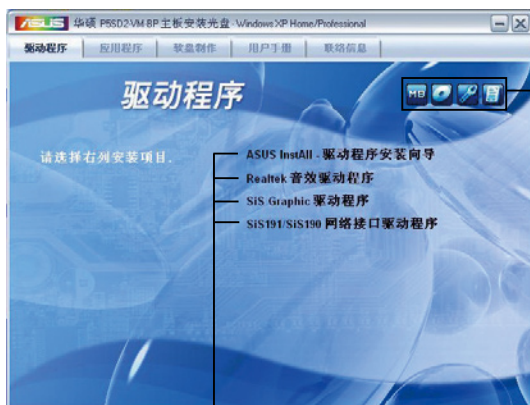 ASUS 华硕 P5SD2-VM BP 主板安装光盘 - Windows XP Home/Professional
驱动程序 应用程序 软盘制作 用户手册 联络信息
驱动程序
MB
请选择右列安装项目.
ASUS InstAll - 驱动程序安装向导
Realtek 音效驱动程序
SiS Graphic 驱动程序
SiS191/SiS190 网络接口驱动程序